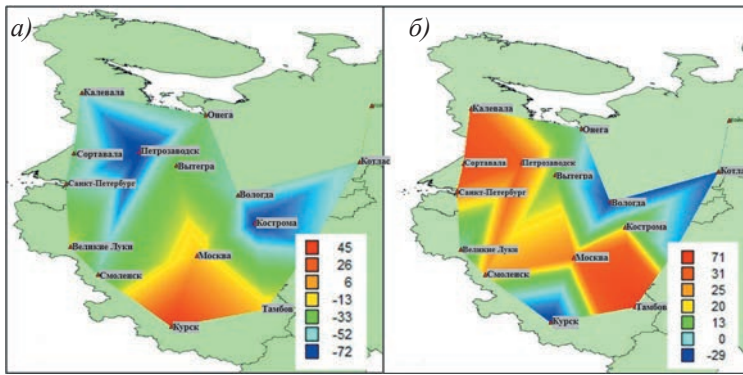 а)
Калевала
Онега
Сортавала
Петрозаводск
Вытегра
Котлас
Санкт-Петербург
Вологда
Кострома
Великие Луки
Москва
Смоленск
Тамбов
Курск
45
26
6
-13
-33
-52
-72
б)
Калевала
Онега
Сортавала
Петрозаводск
Вытегра
Котлас
Санкт-Петербург
Вологда
Кострома
Великие Луки
Москва
Смоленск
Тамбов
Курск
71
31
25
20
13
0
-29